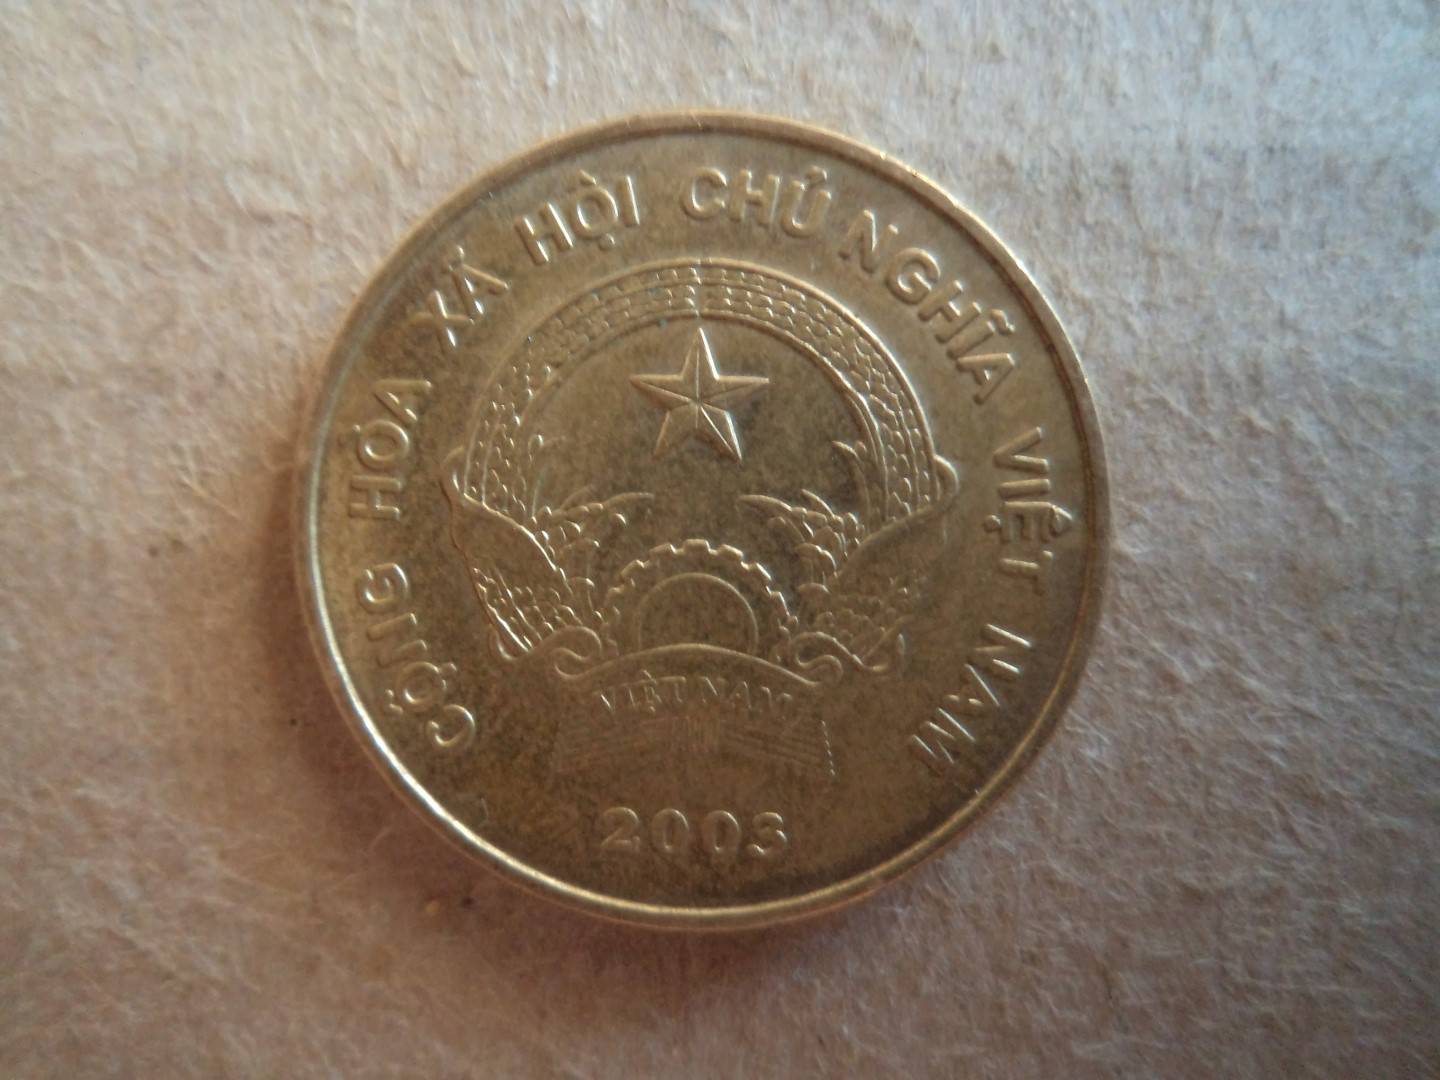 CỘNG HÒA XÃ HỘI CHỦ NGHĨA VIỆT NAM
VIỆT NAM
2003